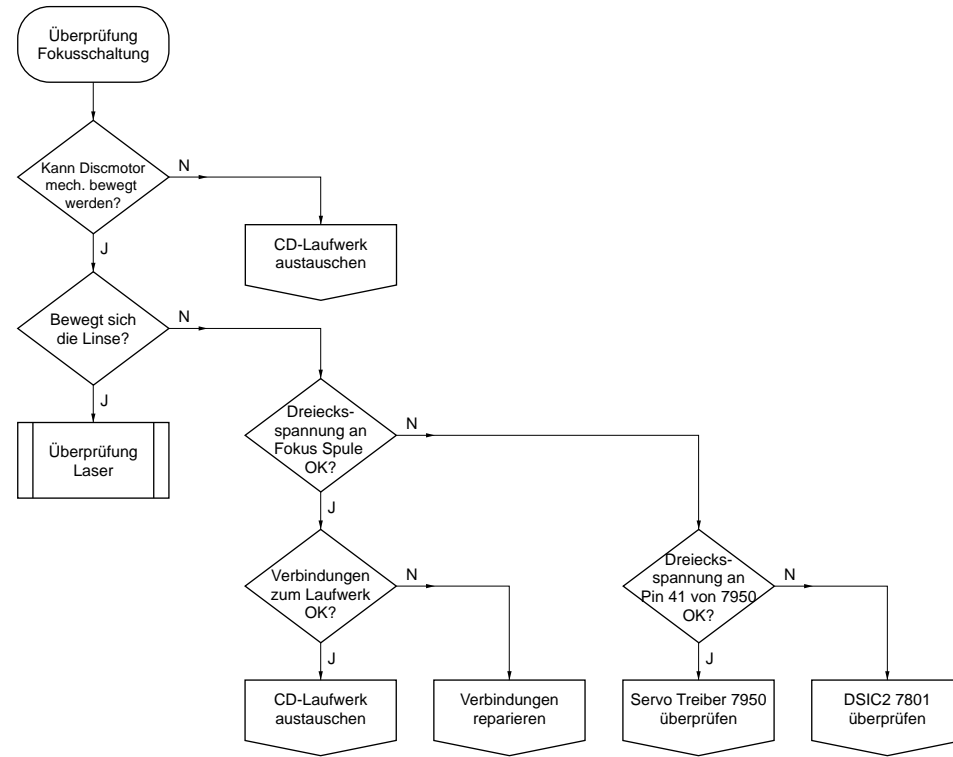 Überprüfung
Fokusschaltung
Kann Discmotor
mech. bewegt
werden?
N
J
CD-Laufwerk
austauschen
Bewegt sich
die Linse?
N
J
Überprüfung
Laser
Dreiecks-
spannung an
Fokus Spule
OK?
N
J
Verbindungen
zum Laufwerk
OK?
N
J
Dreiecks-
spannung an
Pin 41 von 7950
OK?
N
J
CD-Laufwerk
austauschen
Verbindungen
reparieren
Servo Treiber 7950
überprüfen
DSIC2 7801
überprüfen